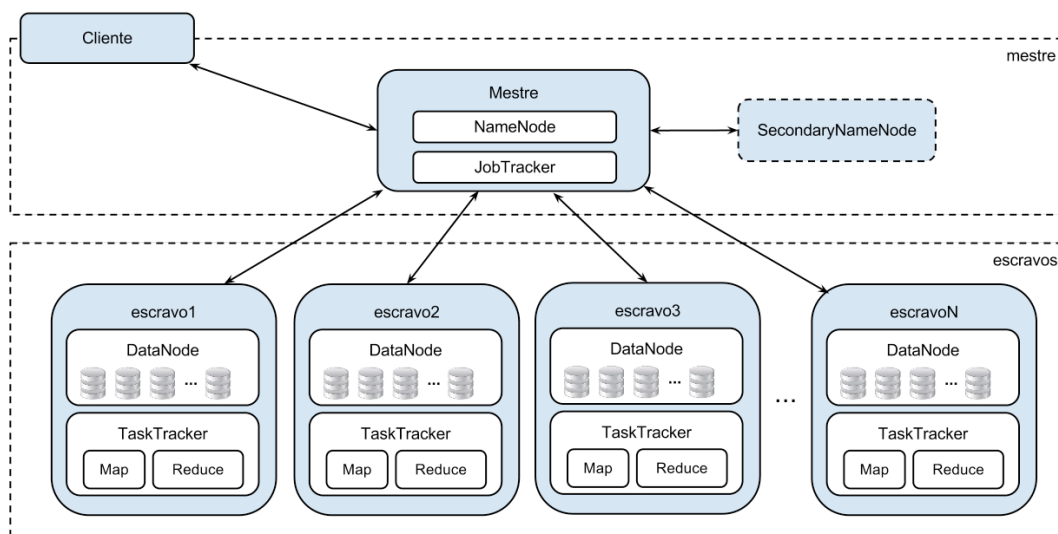 Cliente
mestre
Mestre
NameNode
JobTracker
SecondaryNameNode
escravos
escravo1
DataNode
...
TaskTracker
Map
Reduce
escravo2
DataNode
...
TaskTracker
Map
Reduce
escravo3
DataNode
...
TaskTracker
Map
Reduce
...
escravoN
DataNode
...
TaskTracker
Map
Reduce